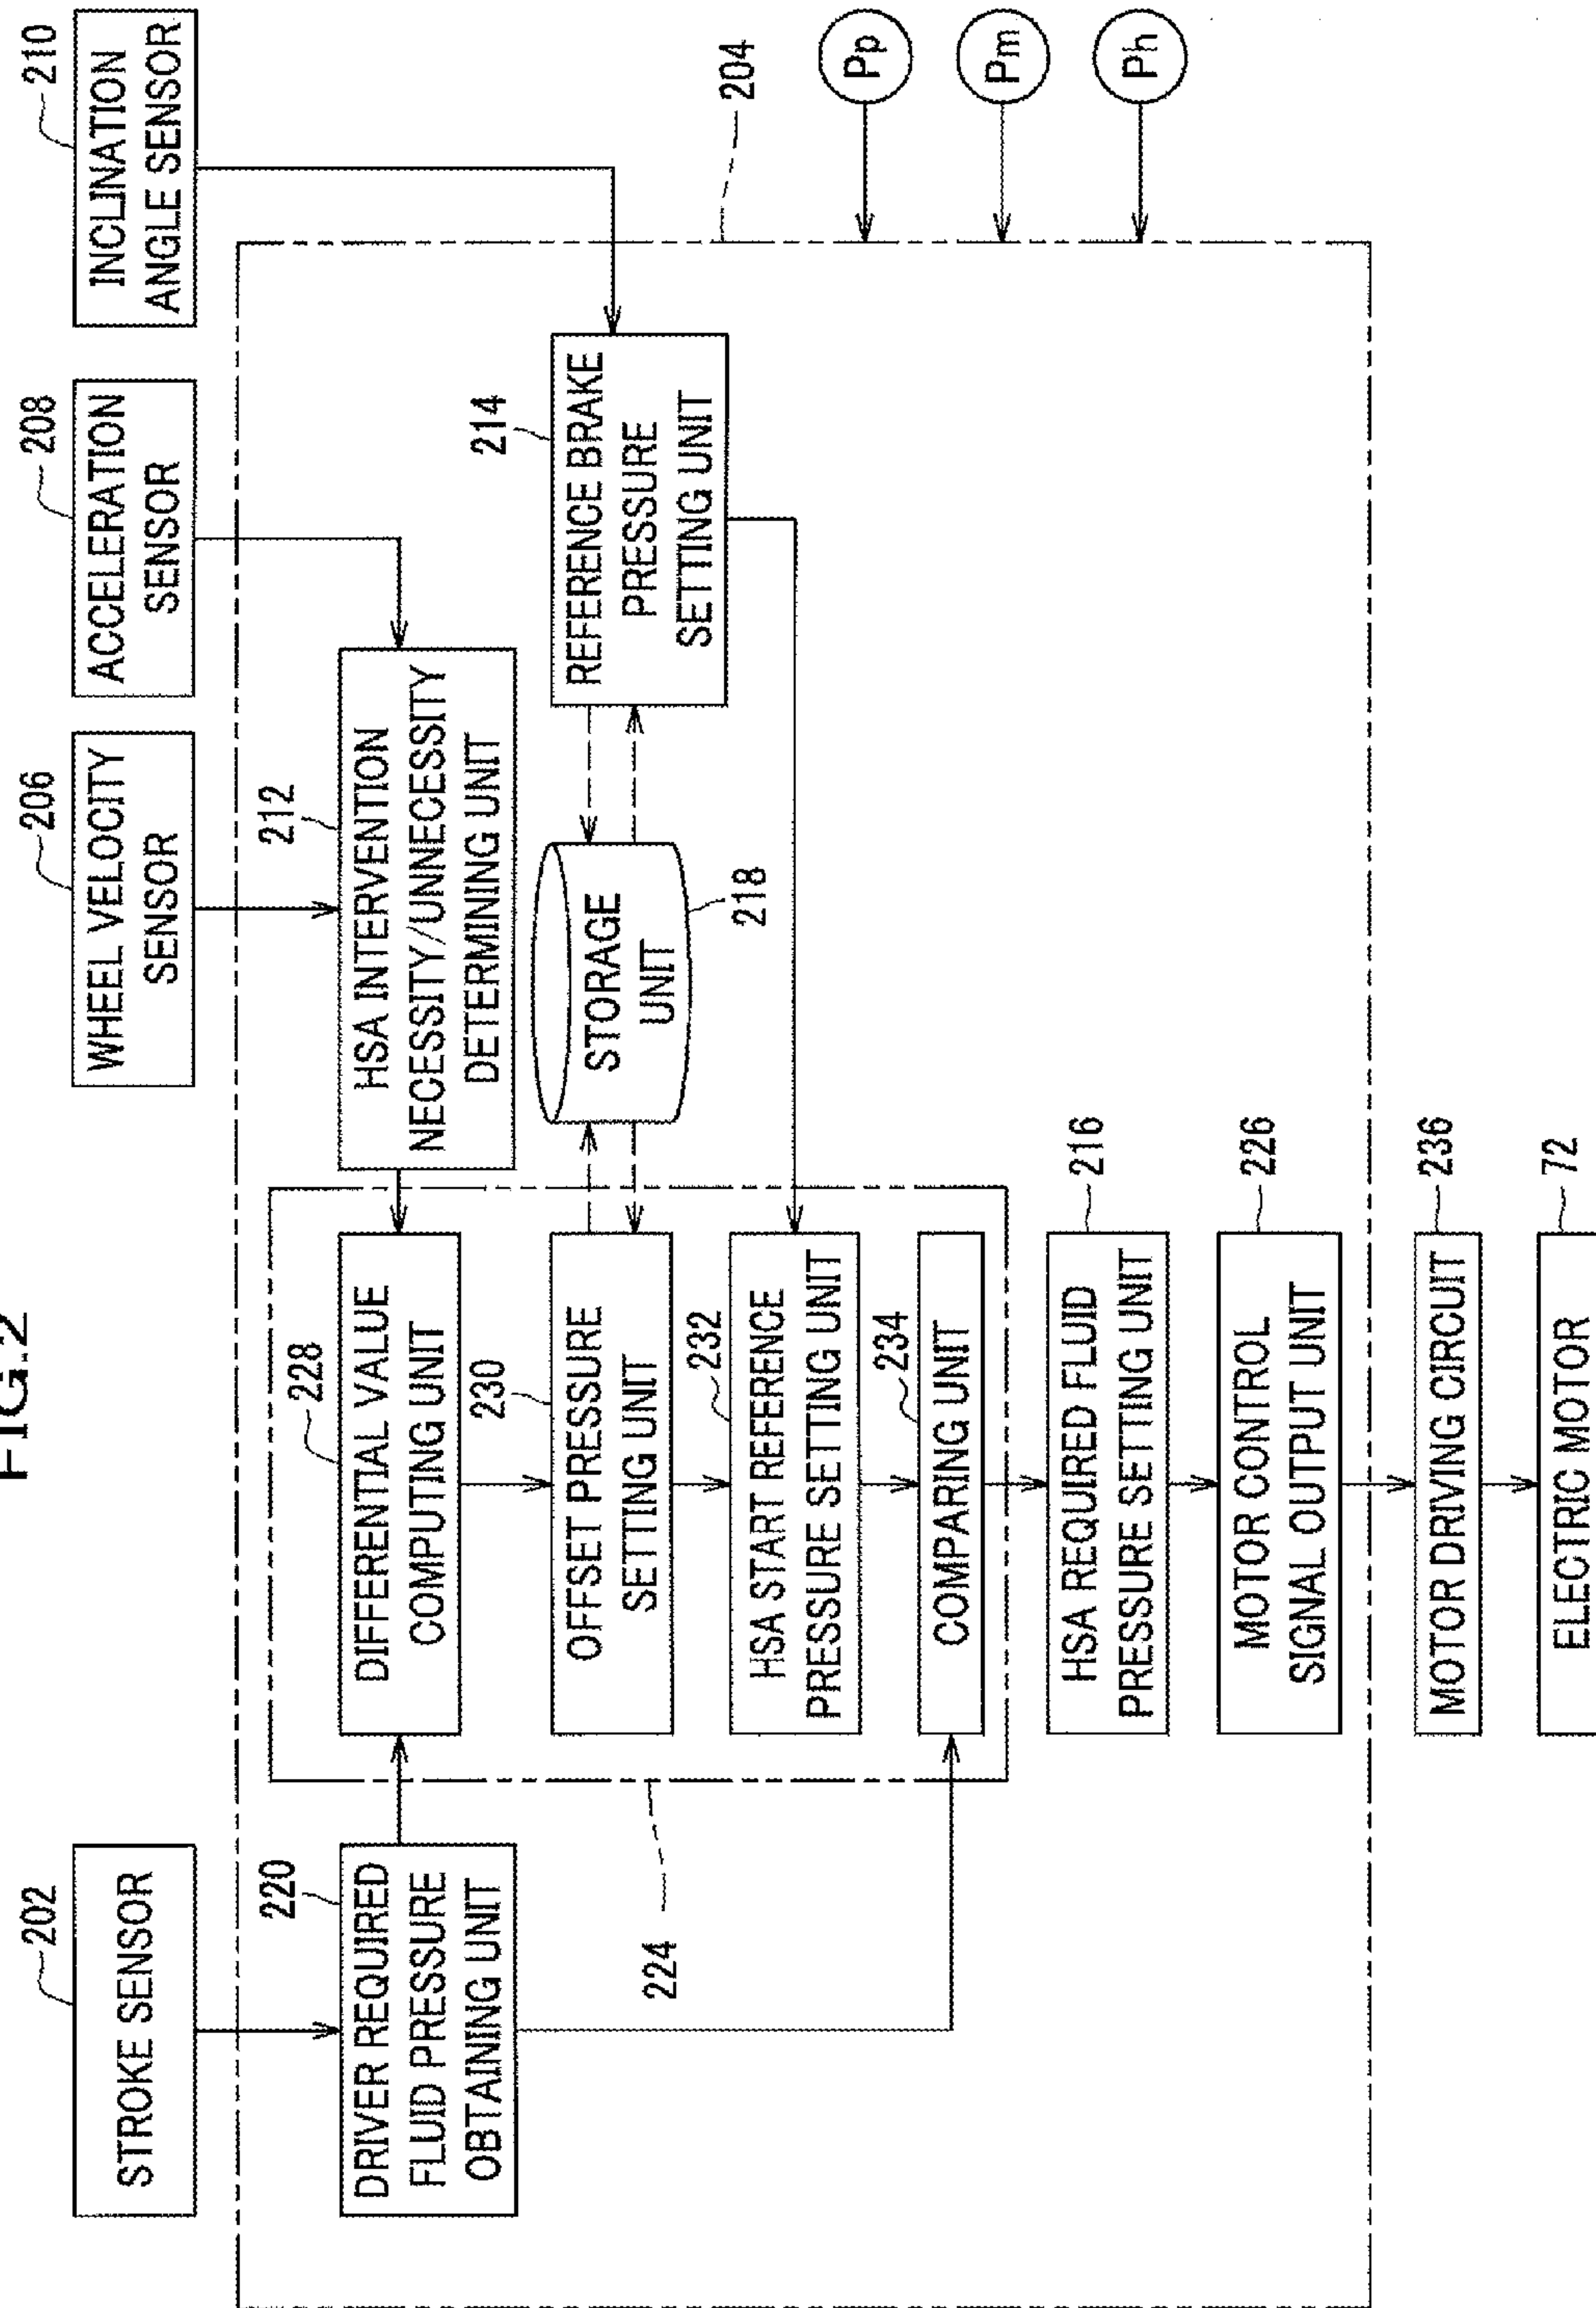 FIG.2
202
STROKE SENSOR
206
WHEEL VELOCITY
SENSOR
208
ACCELERATION
SENSOR
210
INCLINATION
ANGLE SENSOR
220
DRIVER REQUIRED
FLUID PRESSURE
OBTAINING UNIT
228
DIFFERENTIAL VALUE
COMPUTING UNIT
212
HSA INTERVENTION
NECESSITY/UNNECESSITY
DETERMINING UNIT
230
OFFSET PRESSURE
SETTING UNIT
STORAGE
UNIT
218
214
REFERENCE BRAKE
PRESSURE
SETTING UNIT
224
232
HSA START REFERENCE
PRESSURE SETTING UNIT
204
234
COMPARING UNIT
Pp
Pm
Ph
216
HSA REQUIRED FLUID
PRESSURE SETTING UNIT
226
MOTOR CONTROL
SIGNAL OUTPUT UNIT
236
MOTOR DRIVING CIRCUIT
72
ELECTRIC MOTOR